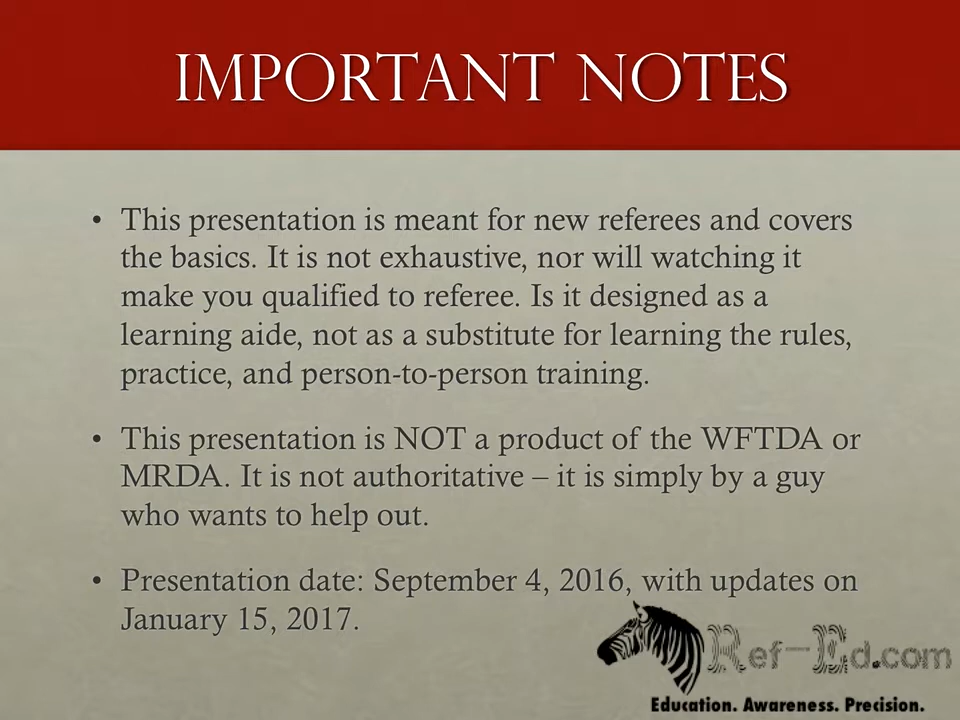 IMPORTANT NOTES
• This presentation is meant for new referees and covers
the basics. It is not exhaustive, nor will watching it
make you qualified to referee. Is it designed as a
learning aide, not as a substitute for learning the rules,
practice, and person-to-person training.
• This presentation is NOT a product of the WFTDA or
MRDA. It is not authoritative – it is simply by a guy
who wants to help out.
• Presentation date: September 4, 2016, with updates on
January 15, 2017.
Ref-Ed.com
Education. Awareness. Precision.